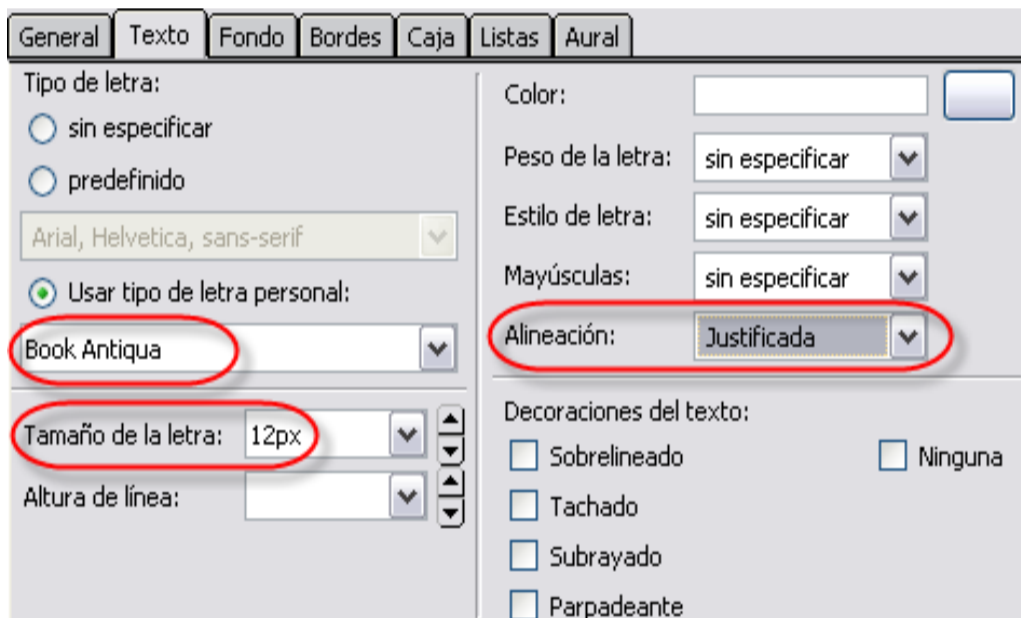 General Texto Fondo Bordes Caja Listas Aural
Tipo de letra:
sin especificar
predefinido
Arial, Helvetica, sans-serif
Usar tipo de letra personal:
Book Antiqua
Tamaño de la letra: 12px
Altura de línea:
Color:
Peso de la letra: sin especificar
Estilo de letra: sin especificar
Mayúsculas: sin especificar
Alineación: Justificada
Decoraciones del texto:
Sobrelineado Ninguna
Tachado
Subrayado
Parpadeante